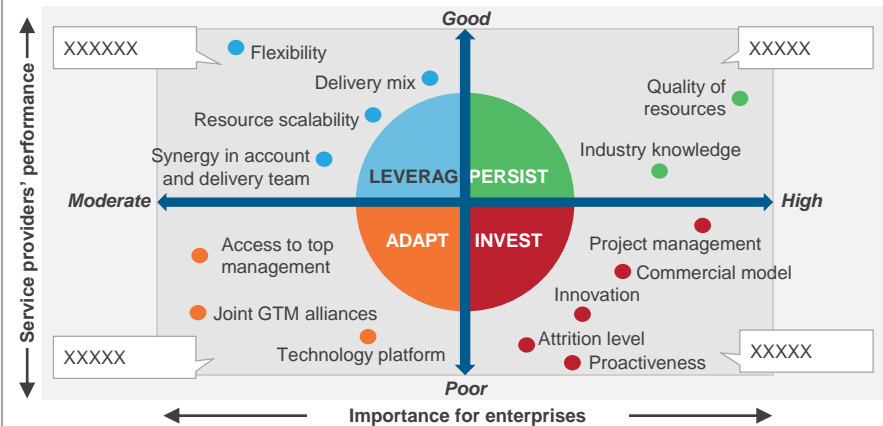 Good
XXXXXX
XXXXX
Flexibility
Delivery mix
Quality of
resources
Resource scalability
Industry knowledge
Synergy in account
and delivery team
LEVERAG
PERSIST
Moderate
High
Service providers' performance
ADAPT
INVEST
Access to top
management
Project management
Commercial model
Innovation
Joint GTM alliances
Attrition level
Technology platform
Proactiveness
XXXXX
XXXXX
Poor
Importance for enterprises